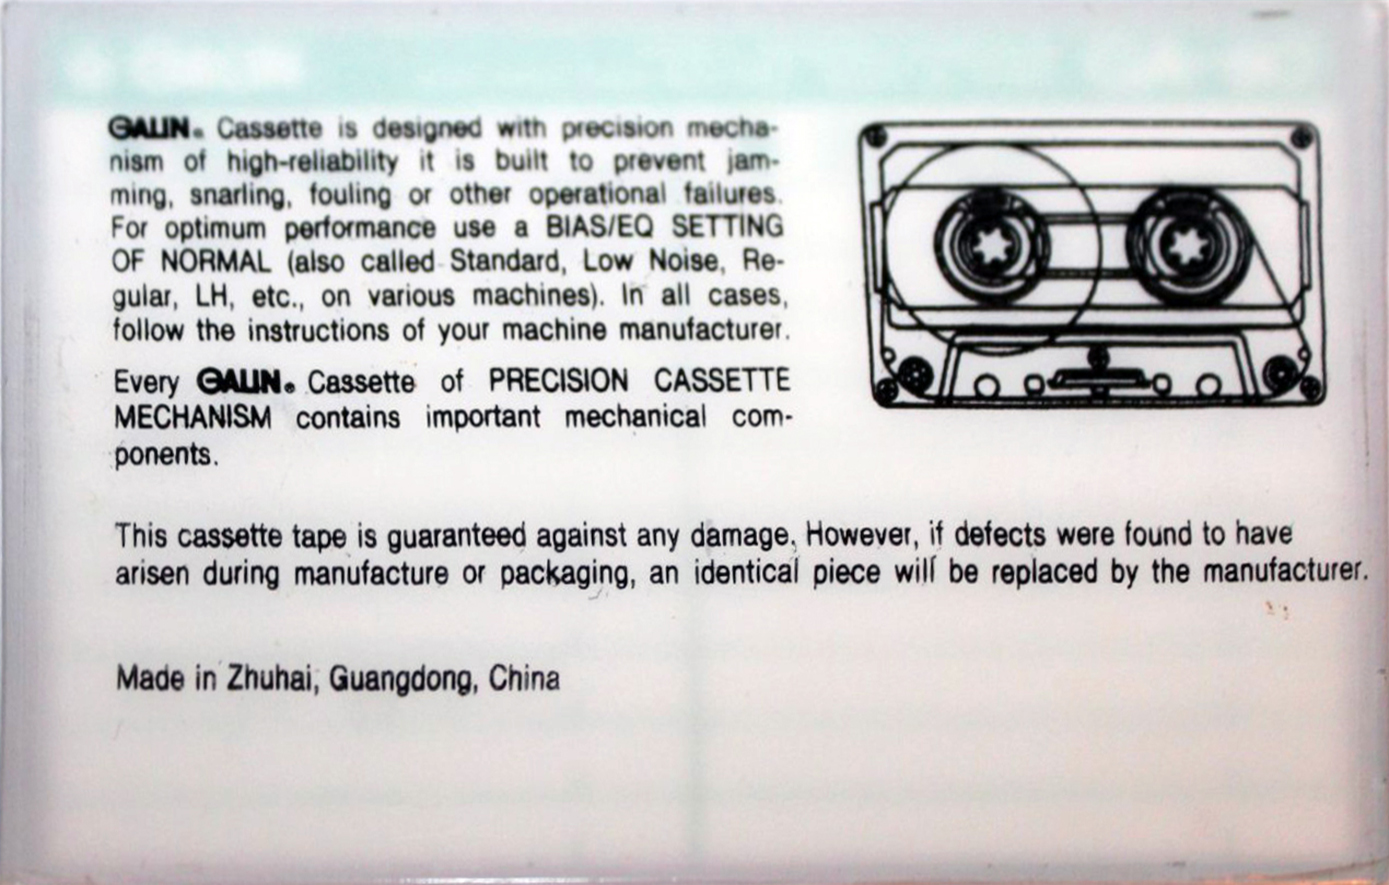 GALIN® Cassette is designed with precision mecha-
nism of high-reliability it is built to prevent jam-
ming, snarling, fouling or other operational failures.
For optimum performance use a BIAS/EQ SETTING
OF NORMAL (also called Standard, Low Noise, Re-
gular, LH, etc., on various machines). In all cases,
follow the instructions of your machine manufacturer.
Every GALIN® Cassette of PRECISION CASSETTE
MECHANISM contains important mechanical com-
ponents.
This cassette tape is guaranteed against any damage. However, if defects were found to have
arisen during manufacture or packaging, an identical piece will be replaced by the manufacturer.
Made in Zhuhai, Guangdong, China